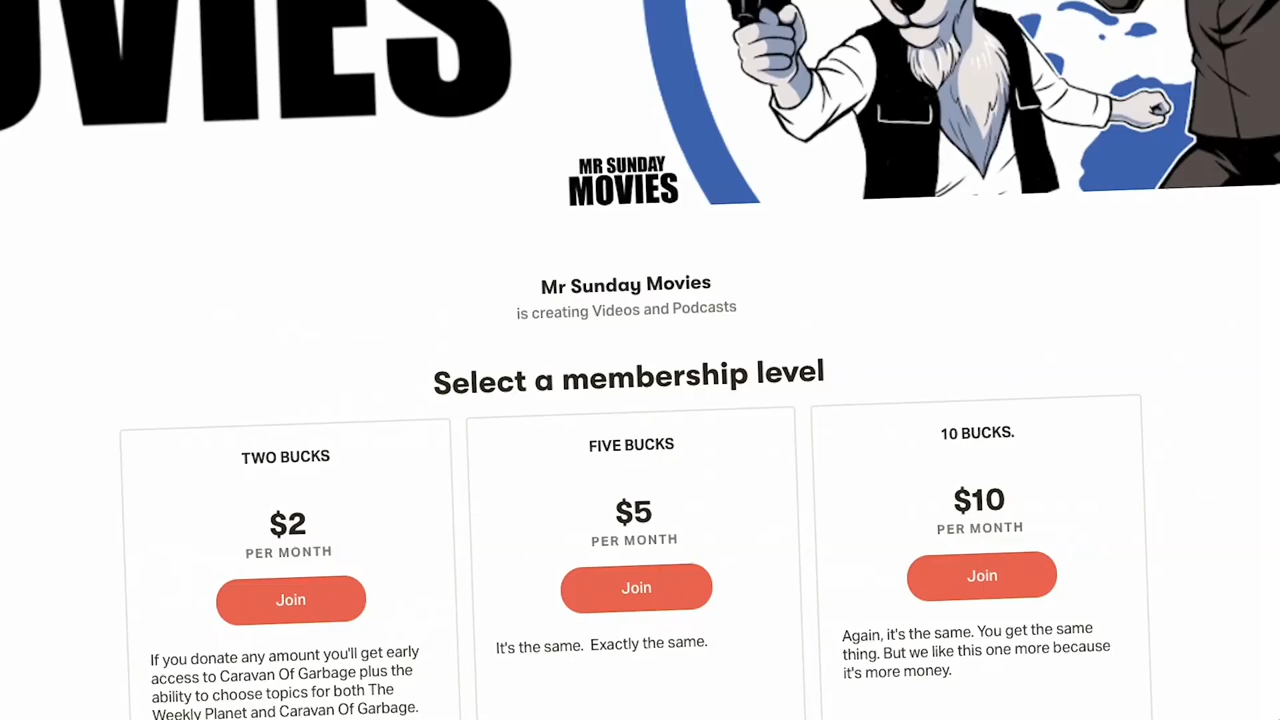 OVIES
MR SUNDAY
MOVIES
Mr Sunday Movies
is creating Videos and Podcasts
Select a membership level
TWO BUCKS
$2
PER MONTH
Join
If you donate any amount you'll get early
access to Caravan Of Garbage plus the
ability to choose topics for both The
Weekly Planet and Caravan Of Garbage.
FIVE BUCKS
$5
PER MONTH
Join
It's the same.  Exactly the same.
10 BUCKS.
$10
PER MONTH
Join
Again, it's the same. You get the same
thing. But we like this one more because
it's more money.